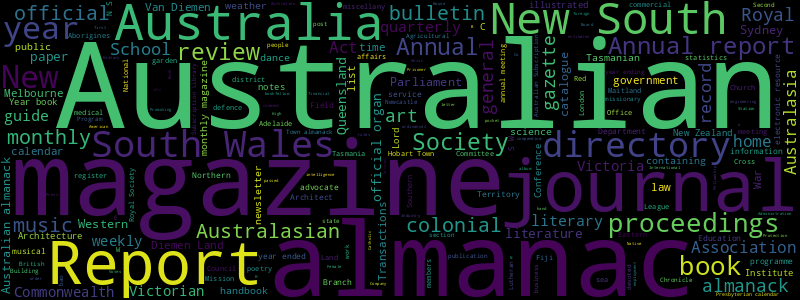 official
Van Diemen
weather
bulletin
New South
illustrated
commercial
Royal
year
Australia
quarterly
miscellany
Aborigines
post
Sydney
public
School
review
people
Act
time
Annual
Annual report
paper
dance
affairs
Tasmanian
statistics
New
National
garden
Australian
general
gazette
catalogue
Red
government
Melbourne
medical
district
Queensland
list
Parliament
London
Maitland
missionary
record
Church
Year book
Program
monthly magazine
notes
service
annual meeting
electronic resource
Australasia
guide
defence
Field
art
Newcastle
Office
Adelaide
Town almanack
Lord
science
Department
New Zealand
meeting
monthly
South Wales
official organ
Society
directory
home
information
calendar
Tasmania
Hobart Town
Committee
Conference
containing
Cross
magazine
journal
Victoria
International
register
Northern
advocate
Territory
law
War
Australian almanack
Royal Society
newsletter
Architect
League
music
Western
Australasian
state
Transactions
colonial
literary
proceedings
Architecture
weekly
Diemen Land
section
literature
Education
Association
musical
Report
year ended
Land
almanac
publication
Fiji
book
programme
British
Building
Council
Mission
poetry
Branch
members
Chronicle
Institute
Commonwealth
Victorian
handbook
almanack
Presbyterian calendar